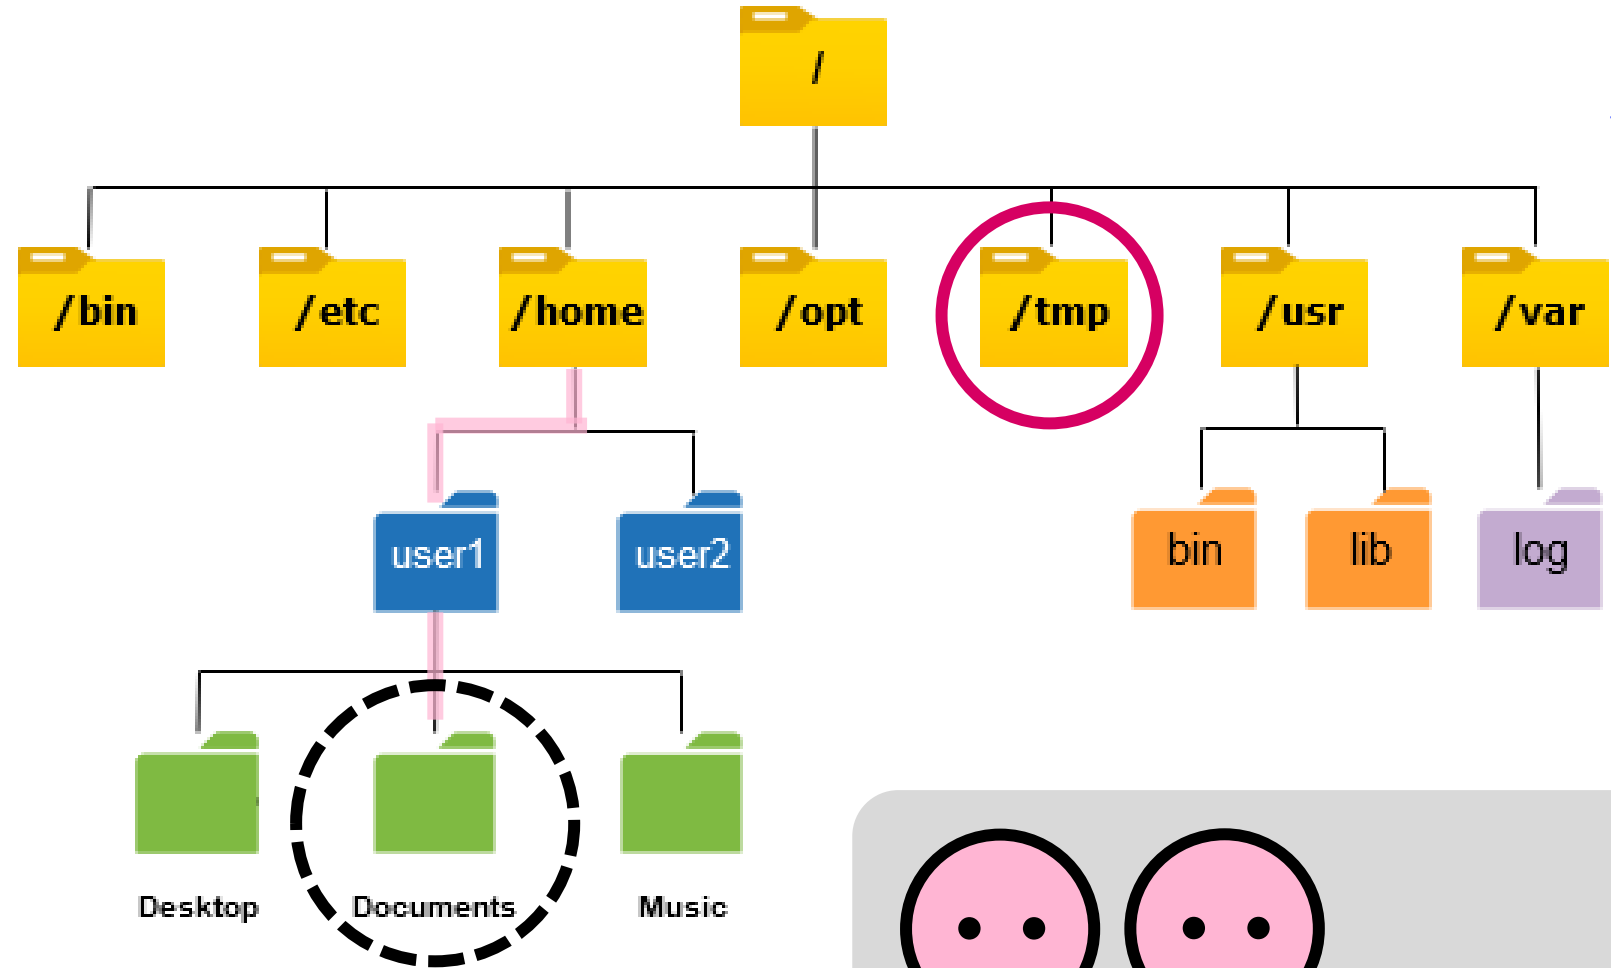 /
/bin
/etc
/home
/opt
/tmp
/usr
/var
user1
user2
bin
lib
log
Desktop
Documents
Music